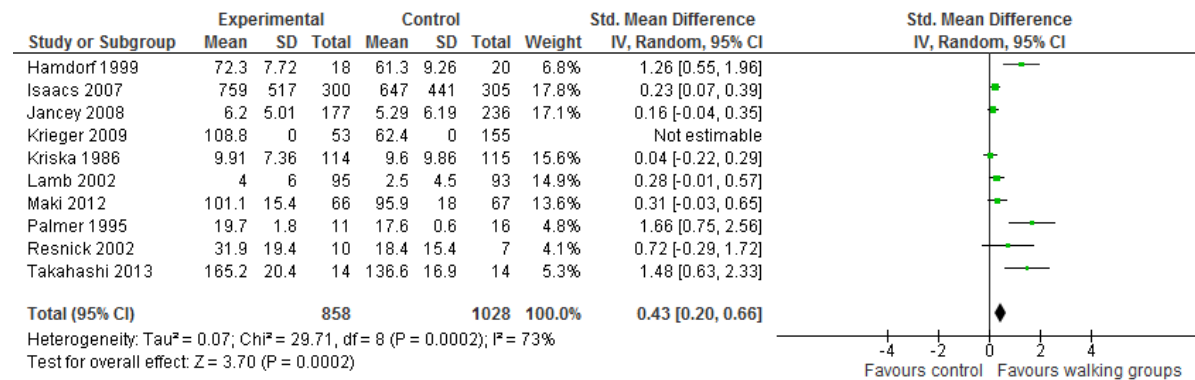 Experimental Control Std. Mean Difference Std. Mean Difference
Study or Subgroup Mean SD Total Mean SD Total Weight IV, Random, 95% CI IV, Random, 95% CI
Hamdorf 1999 72.3 7.72 18 61.3 9.26 20 6.8% 1.26 [0.55, 1.96]
Isaacs 2007 759 517 300 647 441 305 17.8% 0.23 [0.07, 0.39]
Jancey 2008 6.2 5.01 177 5.29 6.19 236 17.1% 0.16 [-0.04, 0.35]
Krieger 2009 108.8 0 53 62.4 0 155 Not estimable
Kriska 1986 9.91 7.36 114 9.6 9.86 115 15.6% 0.04 [-0.22, 0.29]
Lamb 2002 4 6 95 2.5 4.5 93 14.9% 0.28 [-0.01, 0.57]
Maki 2012 101.1 15.4 66 95.9 18 67 13.6% 0.31 [-0.03, 0.65]
Palmer 1995 19.7 1.8 11 17.6 0.6 16 4.8% 1.66 [0.75, 2.56]
Resnick 2002 31.9 19.4 10 18.4 15.4 7 4.1% 0.72 [-0.29, 1.72]
Takahashi 2013 165.2 20.4 14 136.6 16.9 14 5.3% 1.48 [0.63, 2.33]
Total (95% CI) 858 1028 100.0% 0.43 [0.20, 0.66]
Heterogeneity: Tau² = 0.07; Chi² = 29.71, df = 8 (P = 0.0002); I² = 73%
Test for overall effect: Z = 3.70 (P = 0.0002)
-4 -2 0 2 4
Favours control Favours walking groups